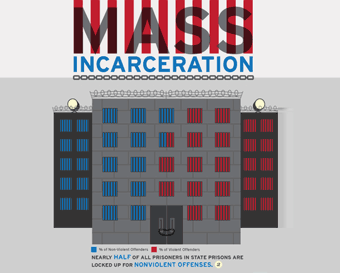 MASS
INCARCERATION
% of Non-Violent Offenders % of Violent Offenders
NEARLY HALF OF ALL PRISONERS IN STATE PRISONS ARE
LOCKED UP FOR NONVIOLENT OFFENSES.